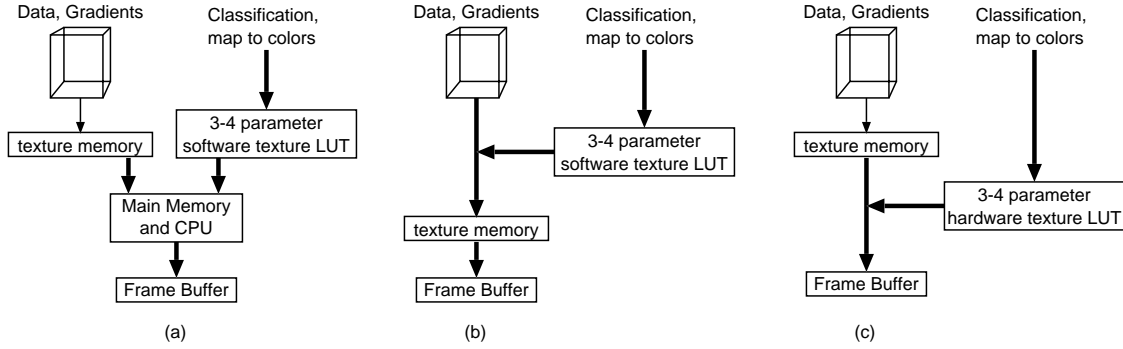 Data, Gradients
Classification,
map to colors
texture memory
3-4 parameter
software texture LUT
Main Memory
and CPU
Frame Buffer
(a)
Data, Gradients
Classification,
map to colors
3-4 parameter
software texture LUT
texture memory
Frame Buffer
(b)
Data, Gradients
Classification,
map to colors
texture memory
3-4 parameter
hardware texture LUT
Frame Buffer
(c)